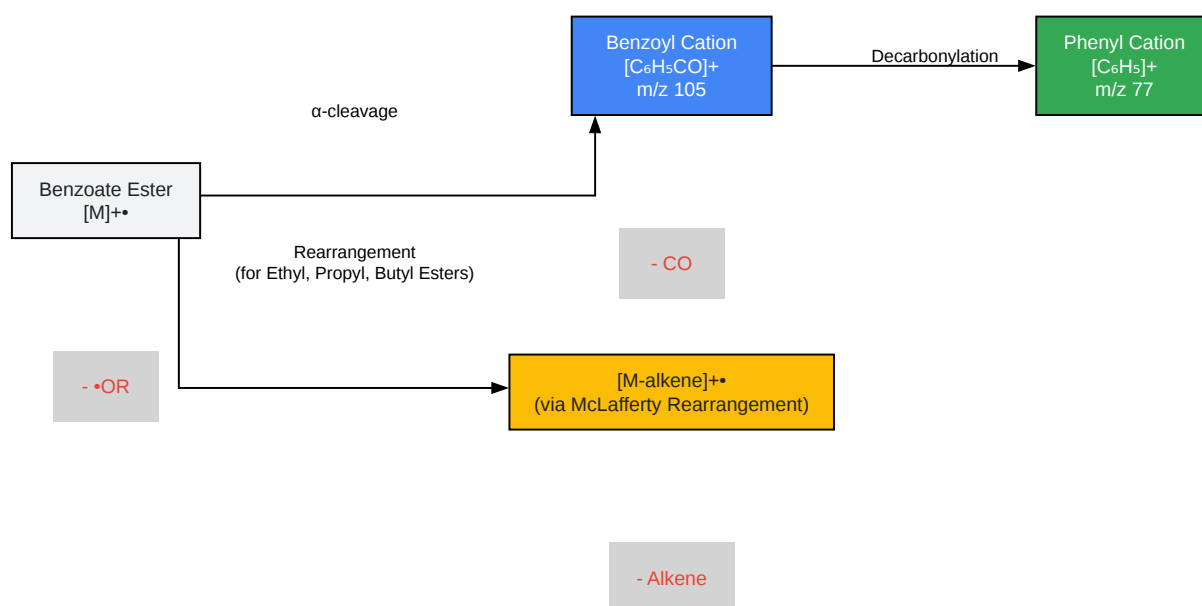 Benzoyl Cation
[C₆H₅CO]+
m/z 105
Decarbonylation
Phenyl Cation
[C₆H₅]+
m/z 77
α-cleavage
Benzoate Ester
[M]+•
Rearrangement
(for Ethyl, Propyl, Butyl Esters)
- CO
- •OR
[M-alkene]+•
(via McLafferty Rearrangement)
- Alkene